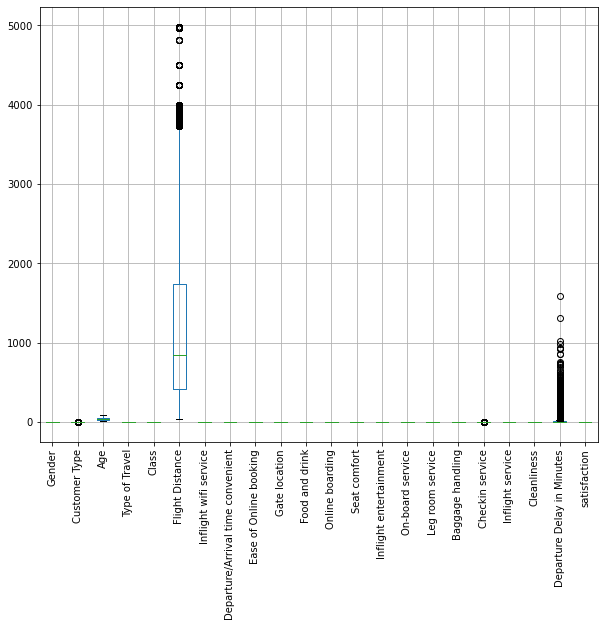 5000
4000
3000
2000
1000
0
Gender
Customer Type
Age
Type of Travel
Class
Flight Distance
Inflight wifi service
Departure/Arrival time convenient
Ease of Online booking
Gate location
Food and drink
Online boarding
Seat comfort
Inflight entertainment
On-board service
Leg room service
Baggage handling
Checkin service
Inflight service
Cleanliness
Departure Delay in Minutes
satisfaction